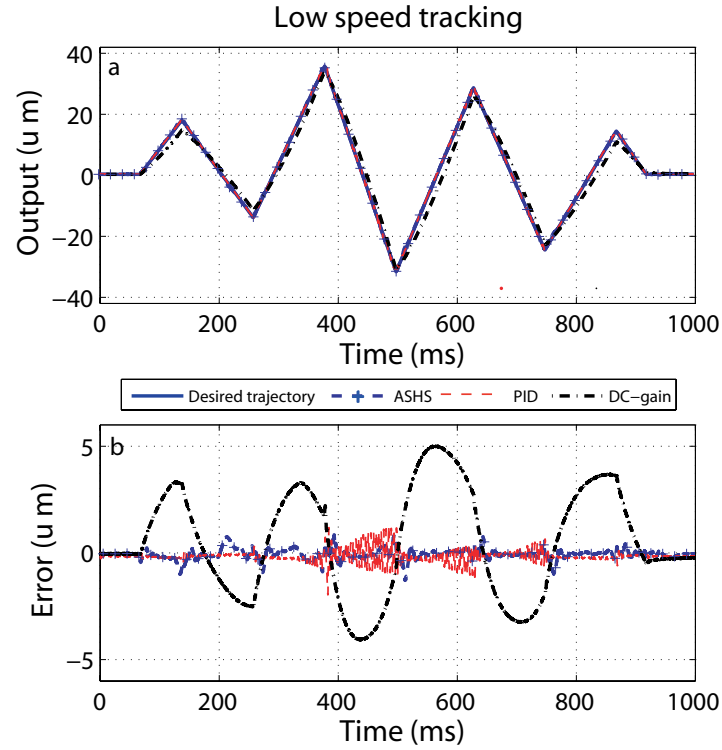 Low speed tracking
a
Output (u m)
40
20
0
−20
−40
0 200 400 600 800 1000
Time (ms)
Desired trajectory ASHS PID DC−gain
b
Error (u m)
5
0
−5
0 200 400 600 800 1000
Time (ms)